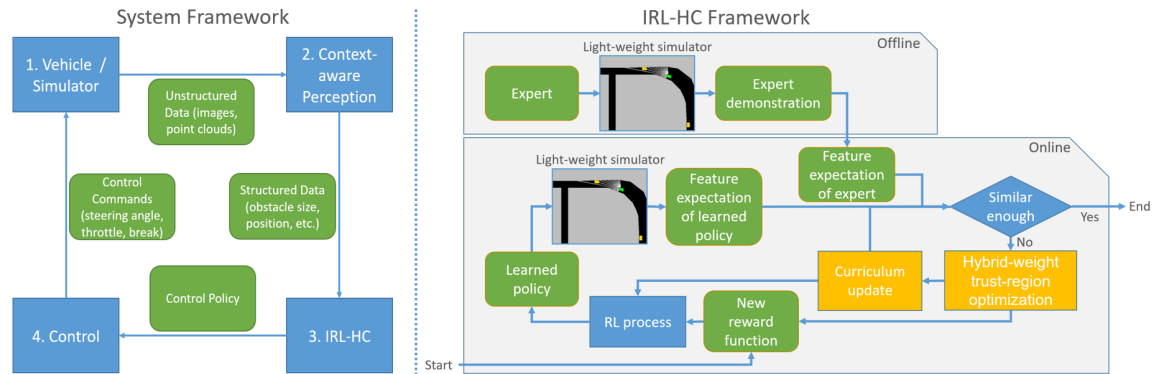 System Framework
1. Vehicle /
Simulator
2. Context-
aware
Perception
Unstructured
Data (images,
point clouds)
Control
Commands
(steering angle,
throttle, break)
Structured Data
(obstacle size,
position, etc.)
Control Policy
4. Control
3. IRL-HC
IRL-HC Framework
Offline
Light-weight simulator
Expert
Expert
demonstration
Online
Light-weight simulator
Feature
expectation
of learned
policy
Feature
expectation
of expert
Similar
enough
Yes
End
No
Learned
policy
RL process
New
reward
function
Curriculum
update
Hybrid-weight
trust-region
optimization
Start